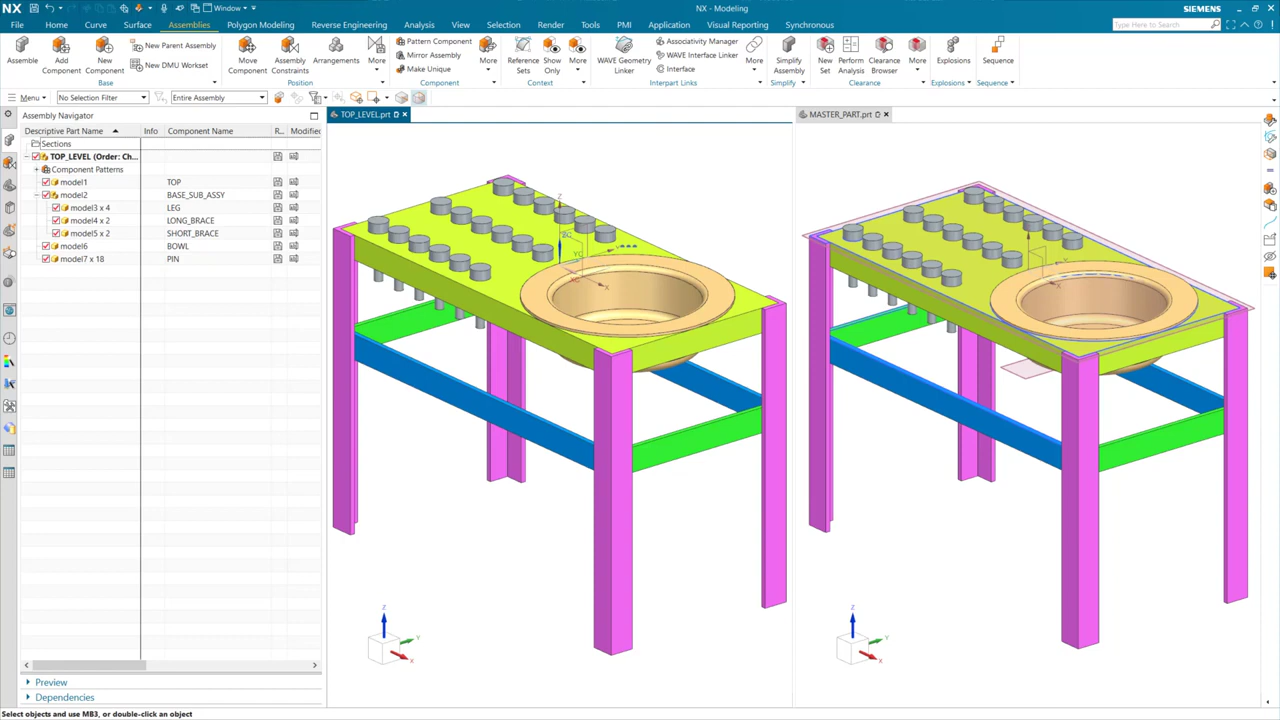 NX
Window
NX - Modeling
SIEMENS
File Home Curve Surface Assemblies Polygon Modeling Reverse Engineering Analysis View Selection Render Tools PMI Application Visual Reporting Synchronous
Type Here to Search
Assembly
Add Component
New Component
New Parent Assembly
New DMU Workset
Base
Move Component
Assembly Constraints
Arrangements
More
Position
Pattern Component
Mirror Assembly
Make Unique
More
Component
Reference Sets
Show Only
More
Context
WAVE Geometry Linker
Associativity Manager
WAVE Interface Linker
Interface
More
Interpart Links
Simplify Assembly
Simplify
New Set
Perform Analysis
Clearance Browser
More
Clearance
Explosions
Explosions
Sequence
Sequence
Menu
No Selection Filter
Entire Assembly
Assembly Navigator
TOP_LEVEL.prt
MASTER_PART.prt
Descriptive Part Name Info Component Name R... Modified
Sections
TOP_LEVEL (Order: Ch...
Component Patterns
model1 TOP
model2 BASE_SUB_ASSY
model3 x 4 LEG
model4 x 2 LONG_BRACE
model5 x 2 SHORT_BRACE
model6 BOWL
model7 x 18 PIN
Z
ZC
Y
YC
XC
X
Z
Y
X
Z
Y
X
Preview
Dependencies
Select objects and use MB3, or double-click an object